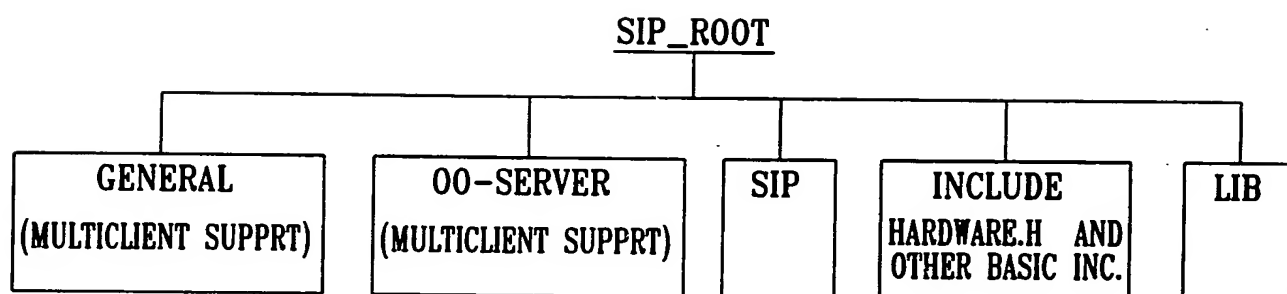 SIP_ROOT
GENERAL
(MULTICLIENT SUPPRT)
OO-SERVER
(MULTICLIENT SUPPRT)
SIP
INCLUDE
HARDWARE.H AND
OTHER BASIC INC.
LIB